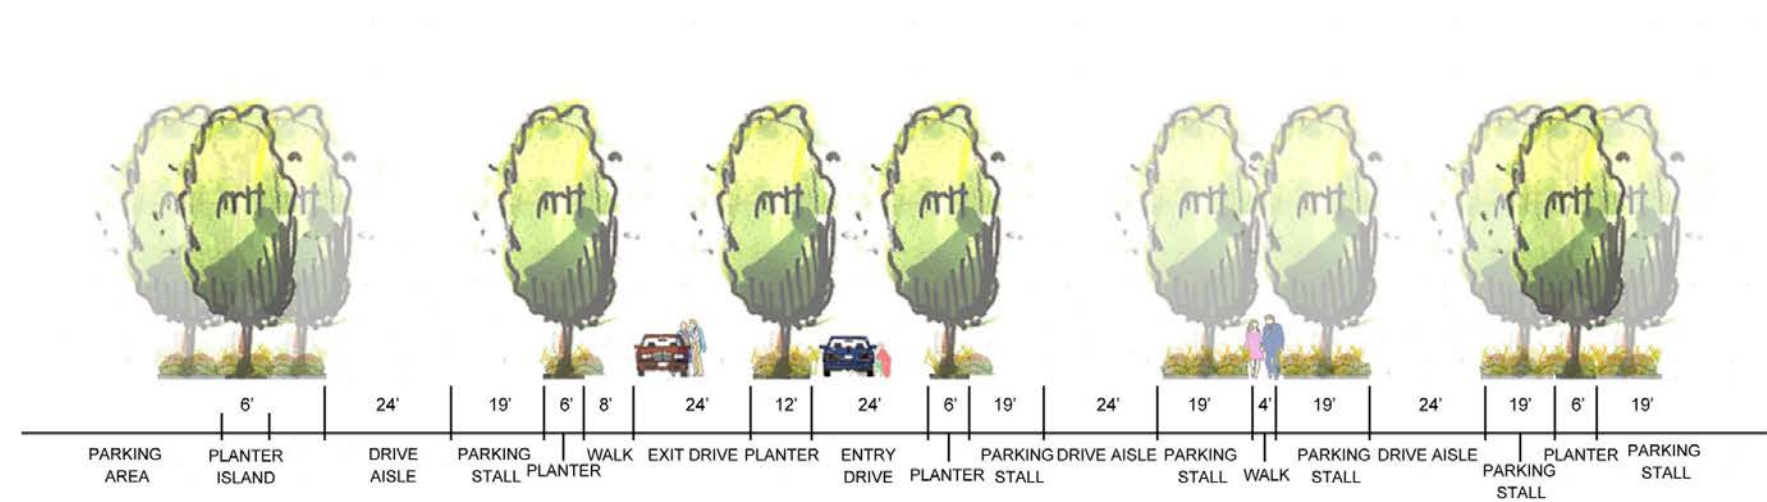 6' 24' 19' 6' 8' 24' 12' 24' 6' 19' 24' 19' 4' 19' 24' 19' 6' 19'
PARKING AREA
PLANTER ISLAND
DRIVE AISLE
PARKING STALL
PLANTER
WALK
EXIT DRIVE
PLANTER
ENTRY DRIVE
PLANTER
PARKING STALL
DRIVE AISLE
PARKING STALL
WALK
PARKING STALL
DRIVE AISLE
PARKING STALL
PLANTER
PARKING STALL